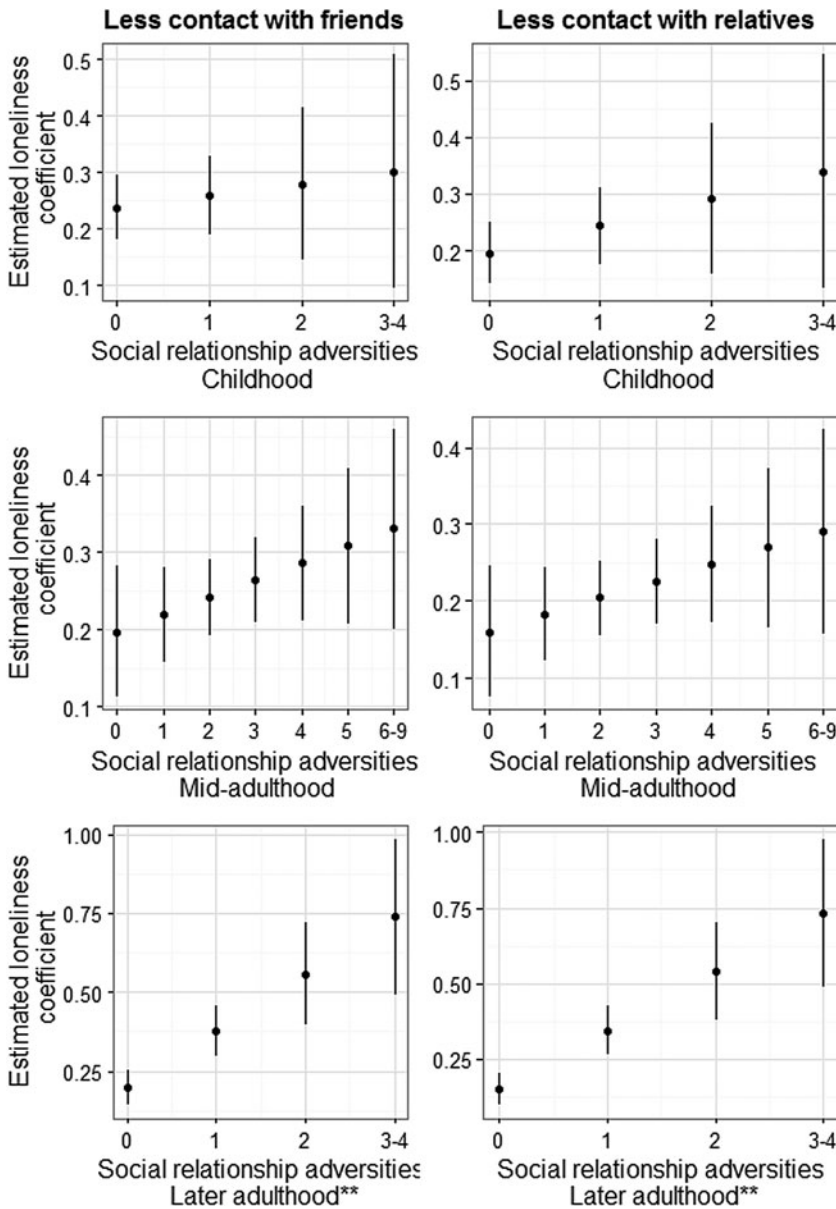 Less contact with friends
Less contact with relatives
Estimated loneliness
coefficient
0.5
0.4
0.3
0.2
0.1
0 1 2 3-4
Social relationship adversities
Childhood
0.5
0.4
0.3
0.2
0 1 2 3-4
Social relationship adversities
Childhood
Estimated loneliness
coefficient
0.4
0.3
0.2
0.1
0 1 2 3 4 5 6-9
Social relationship adversities
Mid-adulthood
0.4
0.3
0.2
0.1
0 1 2 3 4 5 6-9
Social relationship adversities
Mid-adulthood
Estimated loneliness
coefficient
1.00
0.75
0.50
0.25
0 1 2 3-4
Social relationship adversities
Later adulthood**
1.00
0.75
0.50
0.25
0 1 2 3-4
Social relationship adversities
Later adulthood**